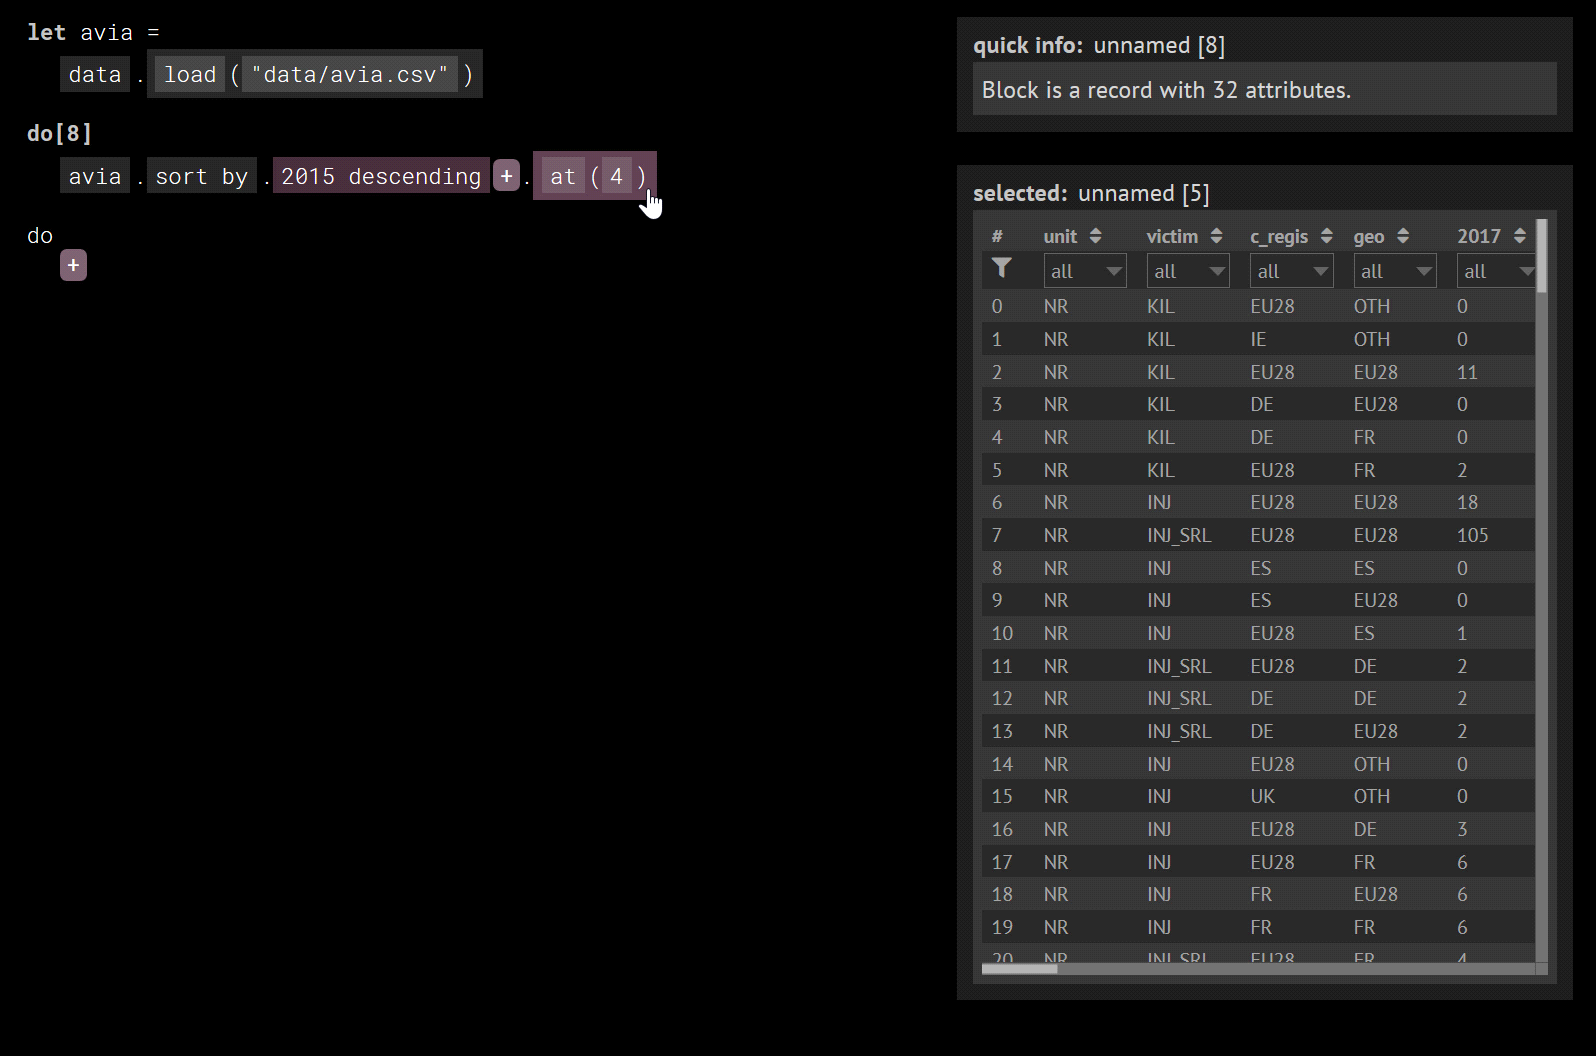 let avia =
data . load ( "data/avia.csv" )
do[8]
avia . sort by . 2015 descending + . at ( 4 )
do
+
quick info: unnamed [8]
Block is a record with 32 attributes.
selected: unnamed [5]
# unit victim c_regis geo 2017
all all all all all
0 NR KIL EU28 OTH 0
1 NR KIL IE OTH 0
2 NR KIL EU28 EU28 11
3 NR KIL DE EU28 0
4 NR KIL DE FR 0
5 NR KIL EU28 FR 2
6 NR INJ EU28 EU28 18
7 NR INJ_SRL EU28 EU28 105
8 NR INJ ES ES 0
9 NR INJ ES EU28 0
10 NR INJ EU28 ES 1
11 NR INJ_SRL EU28 DE 2
12 NR INJ_SRL DE DE 2
13 NR INJ_SRL DE EU28 2
14 NR INJ EU28 OTH 0
15 NR INJ UK OTH 0
16 NR INJ EU28 DE 3
17 NR INJ EU28 FR 6
18 NR INJ FR EU28 6
19 NR INJ FR FR 6
20 NR INJ_SRL EU28 FR 4